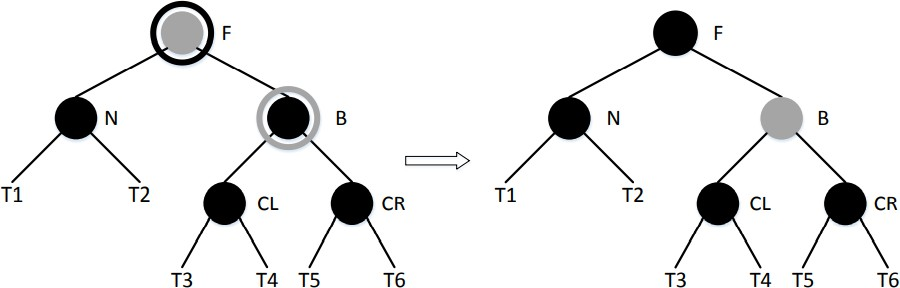 F F
N B N B
T1 T2 CL CR T1 T2 CL CR
T3 T4 T5 T6 T3 T4 T5 T6